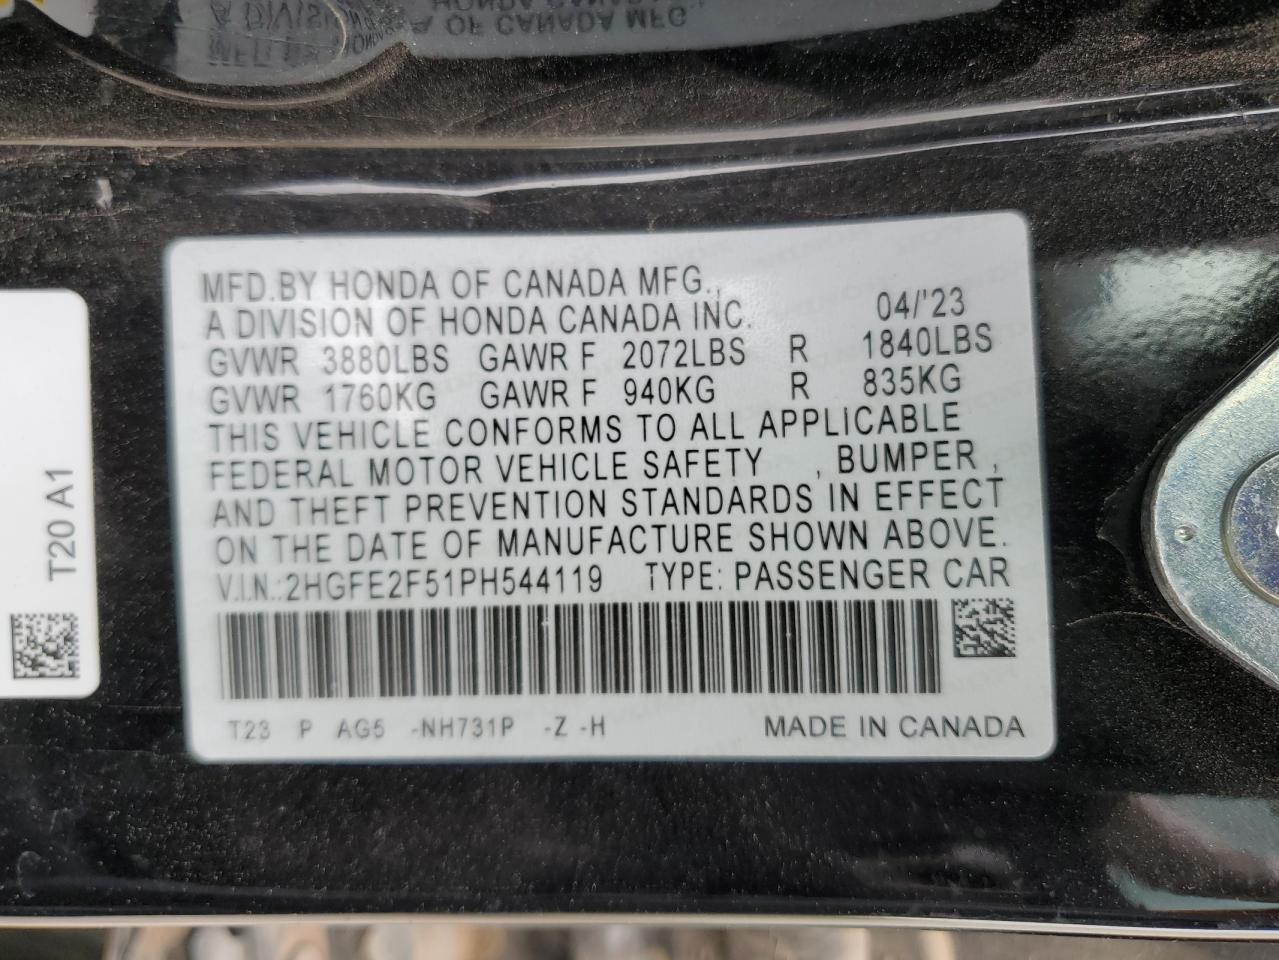 MFD.BY HONDA OF CANADA MFG.,
A DIVISION OF HONDA CANADA INC. 04/'23
GVWR 3880LBS GAWR F 2072LBS R 1840LBS
GVWR 1760KG GAWR F 940KG R 835KG
THIS VEHICLE CONFORMS TO ALL APPLICABLE
FEDERAL MOTOR VEHICLE SAFETY , BUMPER ,
AND THEFT PREVENTION STANDARDS IN EFFECT
ON THE DATE OF MANUFACTURE SHOWN ABOVE.
V.I.N.:2HGFE2F51PH544119 TYPE: PASSENGER CAR
T23 P AG5 -NH731P -Z -H MADE IN CANADA
T20 A1